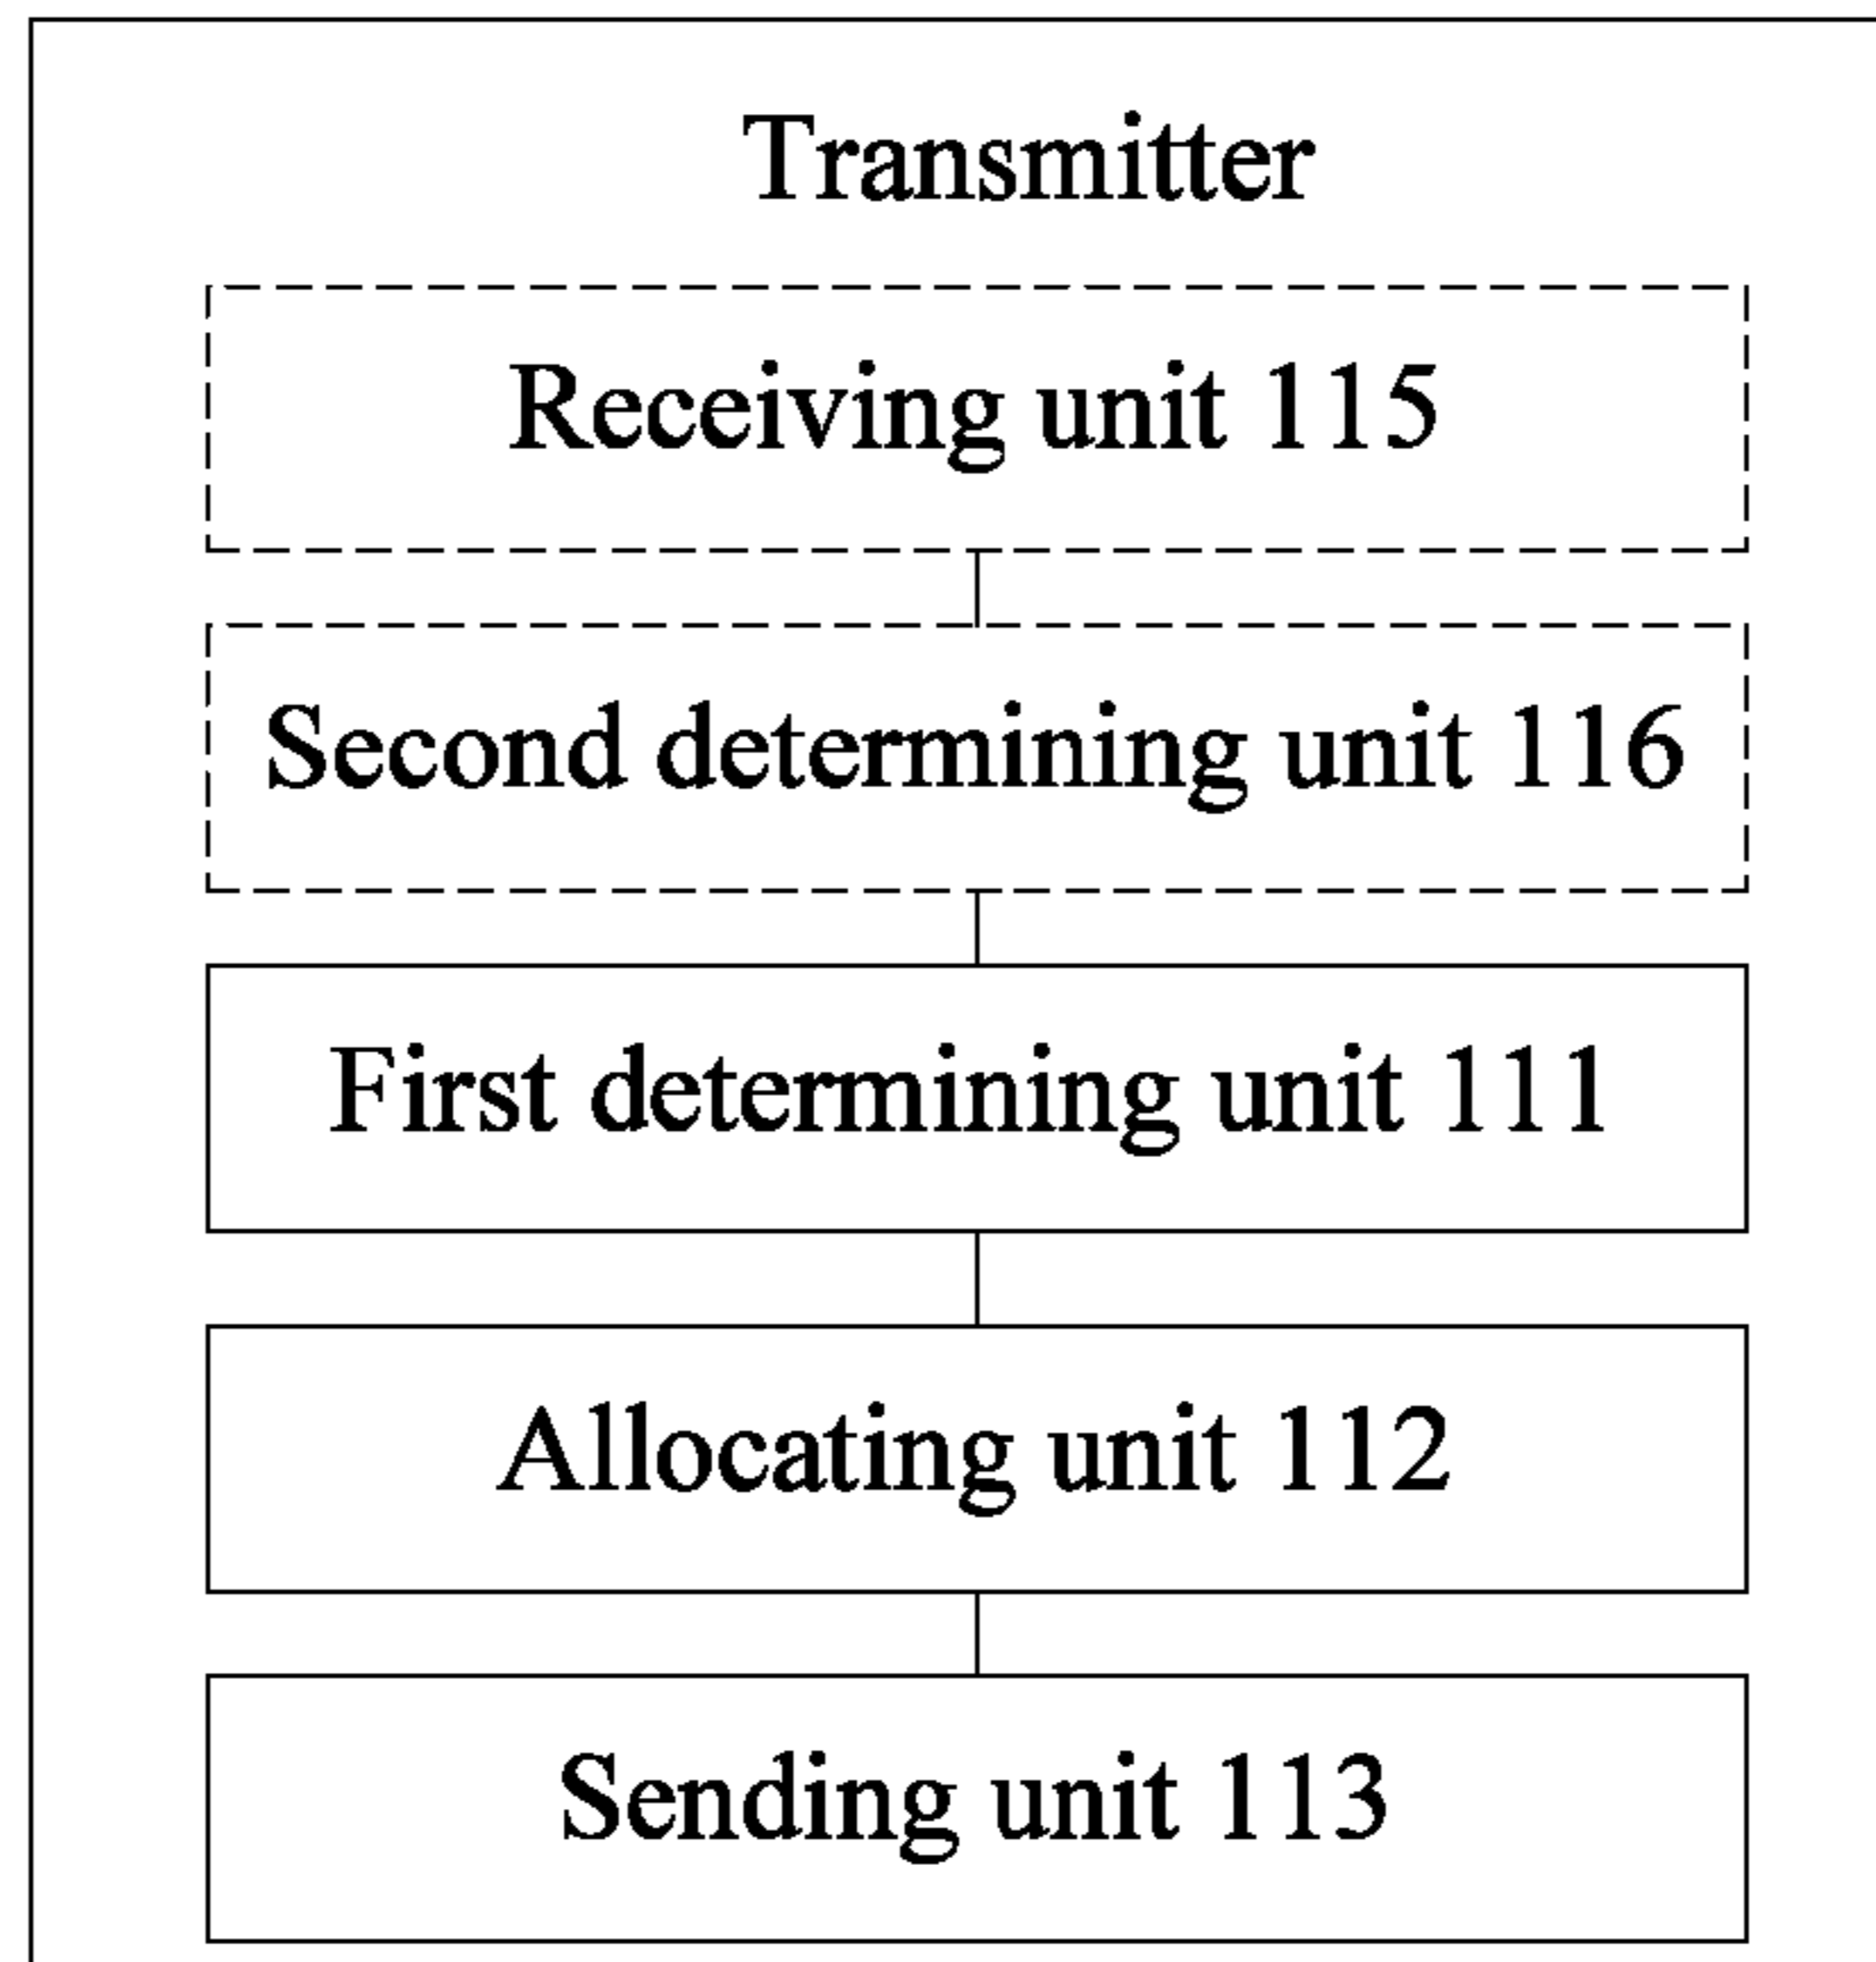 Transmitter
Receiving unit 115
Second determining unit 116
First determining unit 111
Allocating unit 112
Sending unit 113